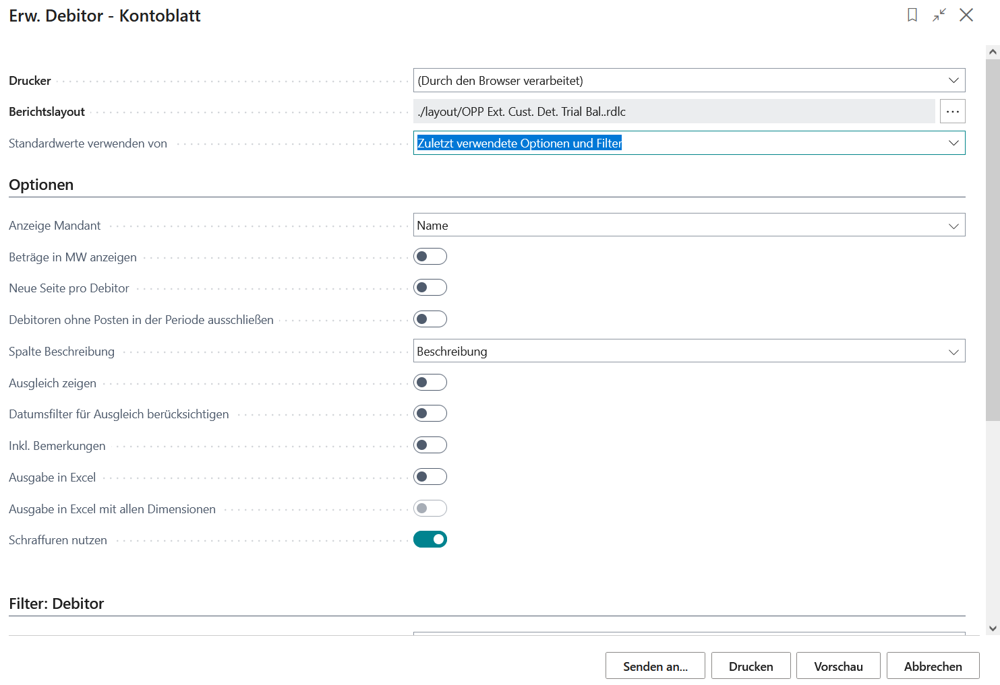 Erw. Debitor - Kontoblatt
Drucker
(Durch den Browser verarbeitet)
Berichtslayout
./layout/OPP Ext. Cust. Det. Trial Bal..rdlc
...
Standardwerte verwenden von
Zuletzt verwendete Optionen und Filter
Optionen
Anzeige Mandant
Name
Beträge in MW anzeigen
Neue Seite pro Debitor
Debitoren ohne Posten in der Periode ausschließen
Spalte Beschreibung
Beschreibung
Ausgleich zeigen
Datumsfilter für Ausgleich berücksichtigen
Inkl. Bemerkungen
Ausgabe in Excel
Ausgabe in Excel mit allen Dimensionen
Schraffuren nutzen
Filter: Debitor
Senden an...
Drucken
Vorschau
Abbrechen